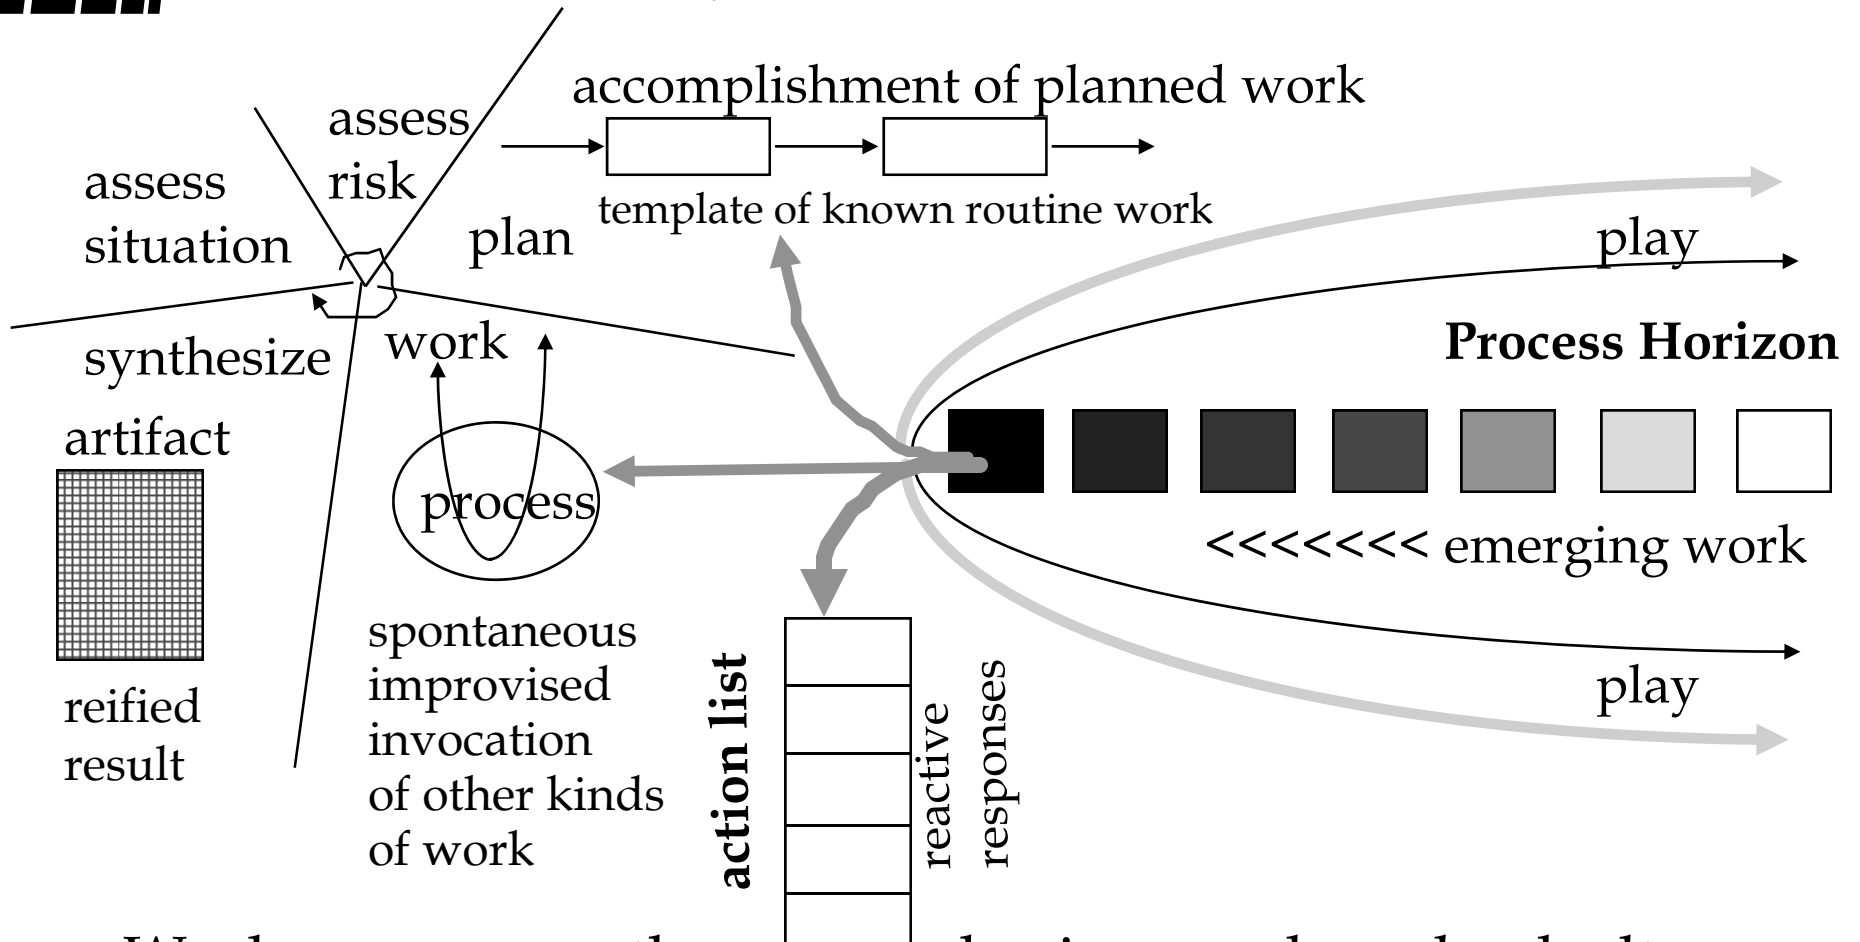 accomplishment of planned work
assess
risk
assess
situation
template of known routine work
plan
play
Process Horizon
synthesize
work
artifact
process
<<<<<<< emerging work
spontaneous
improvised
invocation
of other kinds
of work
action list
reactive
responses
play
reified
result